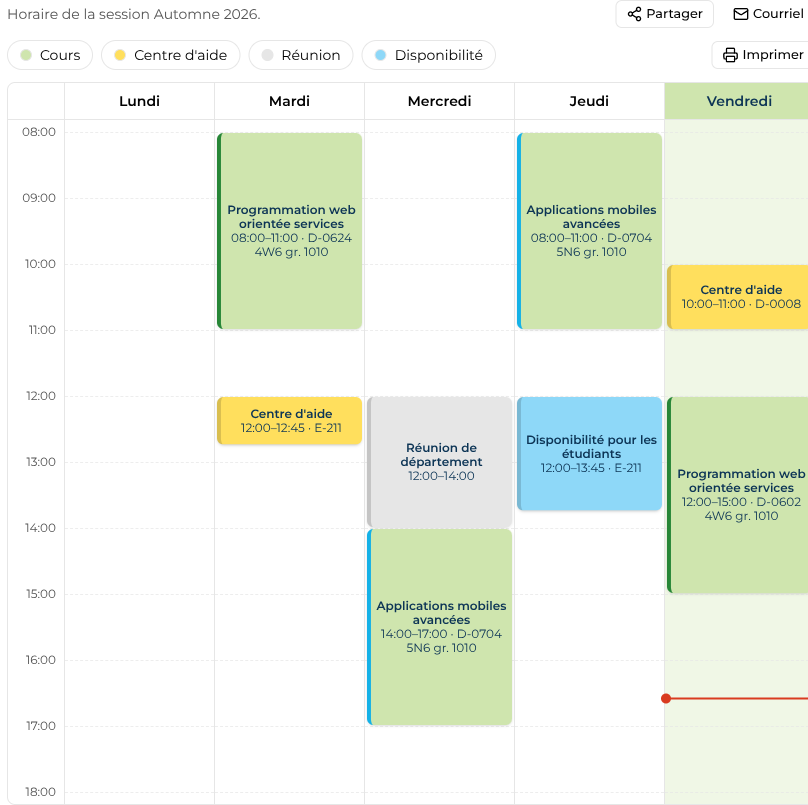 Horaire de la session Automne 2026.
Partager
Courriel
Cours
Centre d'aide
Réunion
Disponibilité
Imprimer
Lundi
Mardi
Mercredi
Jeudi
Vendredi
08:00
09:00
10:00
11:00
12:00
13:00
14:00
15:00
16:00
17:00
18:00
Programmation web
orientée services
08:00–11:00 · D-0624
4W6 gr. 1010
Centre d'aide
12:00–12:45 · E-211
Réunion de
département
12:00–14:00
Applications mobiles
avancées
14:00–17:00 · D-0704
5N6 gr. 1010
Applications mobiles
avancées
08:00–11:00 · D-0704
5N6 gr. 1010
Disponibilité pour les
étudiants
12:00–13:45 · E-211
Centre d'aide
10:00–11:00 · D-0008
Programmation web
orientée services
12:00–15:00 · D-0602
4W6 gr. 1010